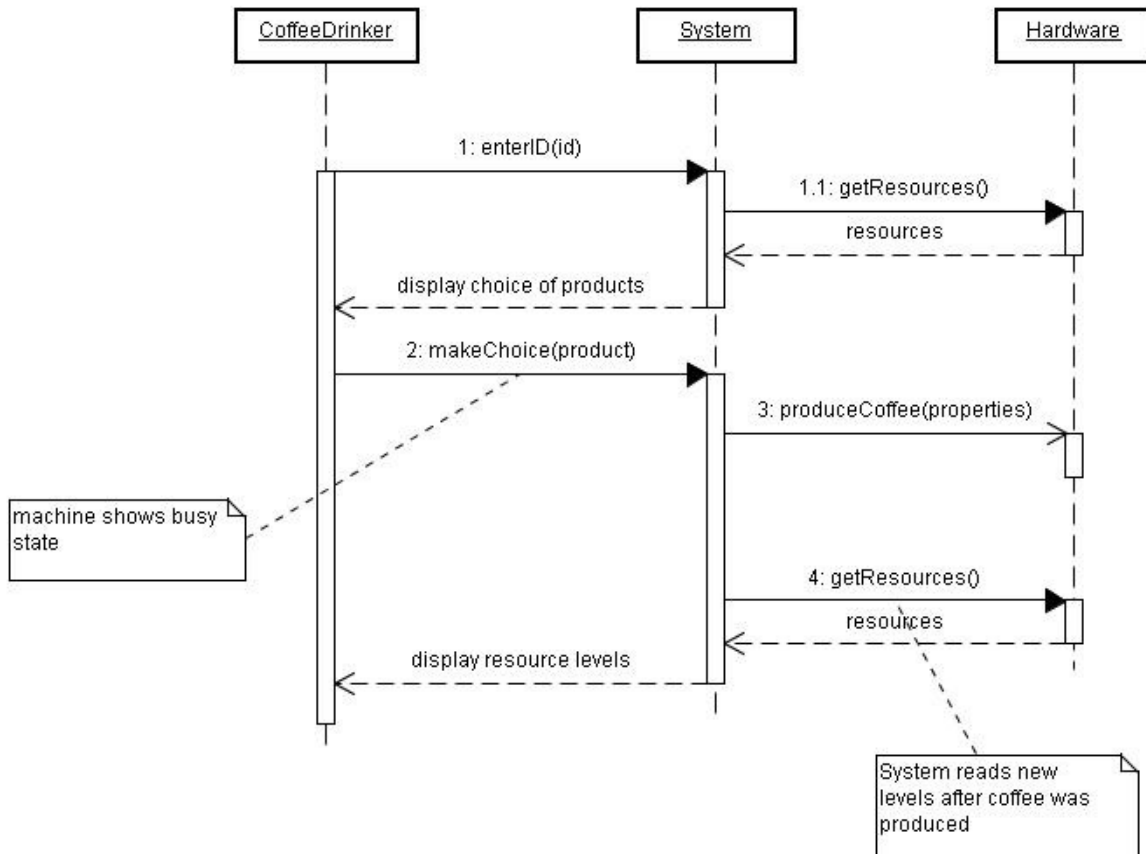 CoffeeDrinker
System
Hardware
1: enterID(id)
1.1: getResources()
resources
display choice of products
2: makeChoice(product)
3: produceCoffee(properties)
machine shows busy
state
4: getResources()
resources
display resource levels
System reads new
levels after coffee was
produced